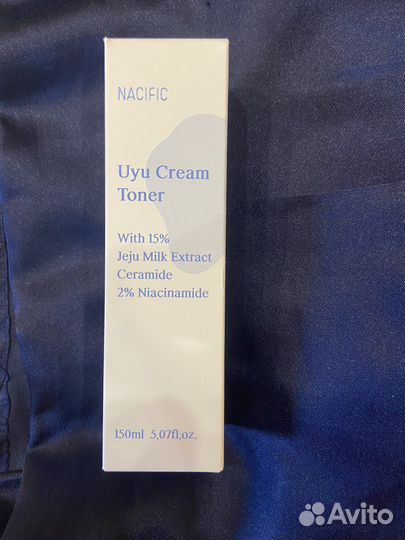 NACIFIC
Uyu Cream
Toner
With 15%
Jeju Milk Extract
Ceramide
2% Niacinamide
150ml 5,07fl.oz.
Avito